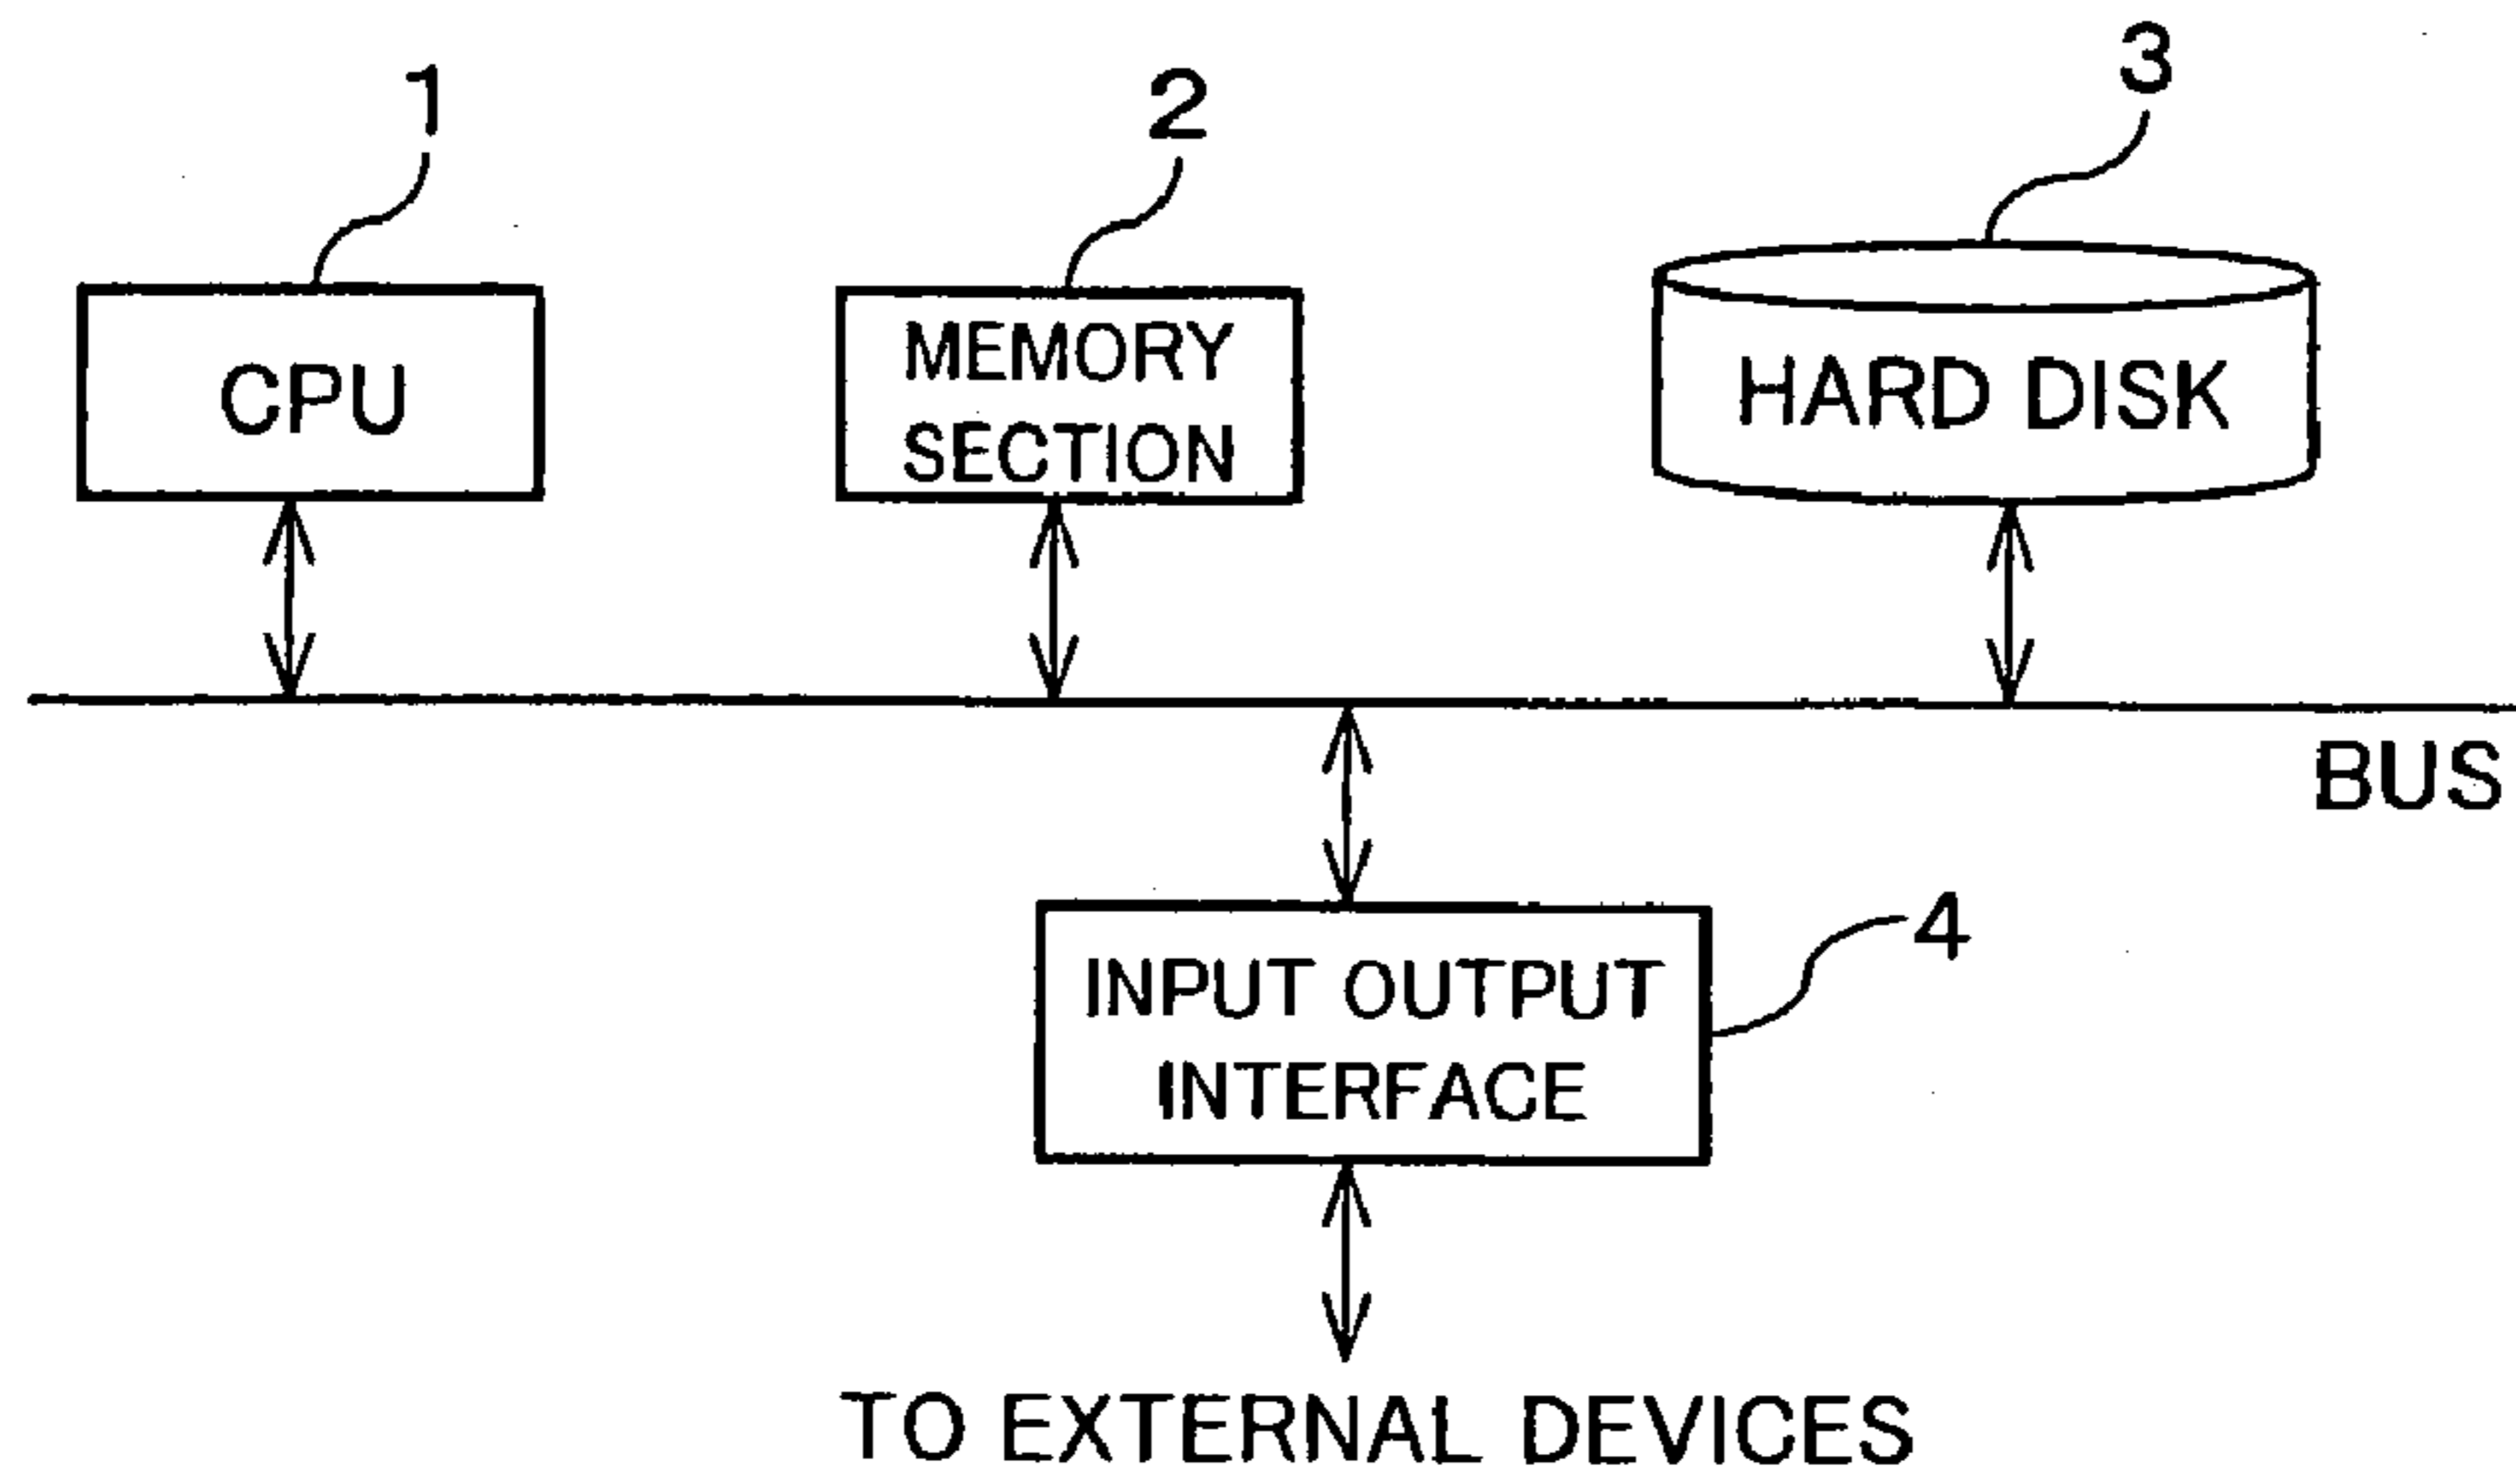 1
2
3
CPU
MEMORY
SECTION
HARD DISK
BUS
4
INPUT OUTPUT
INTERFACE
TO EXTERNAL DEVICES